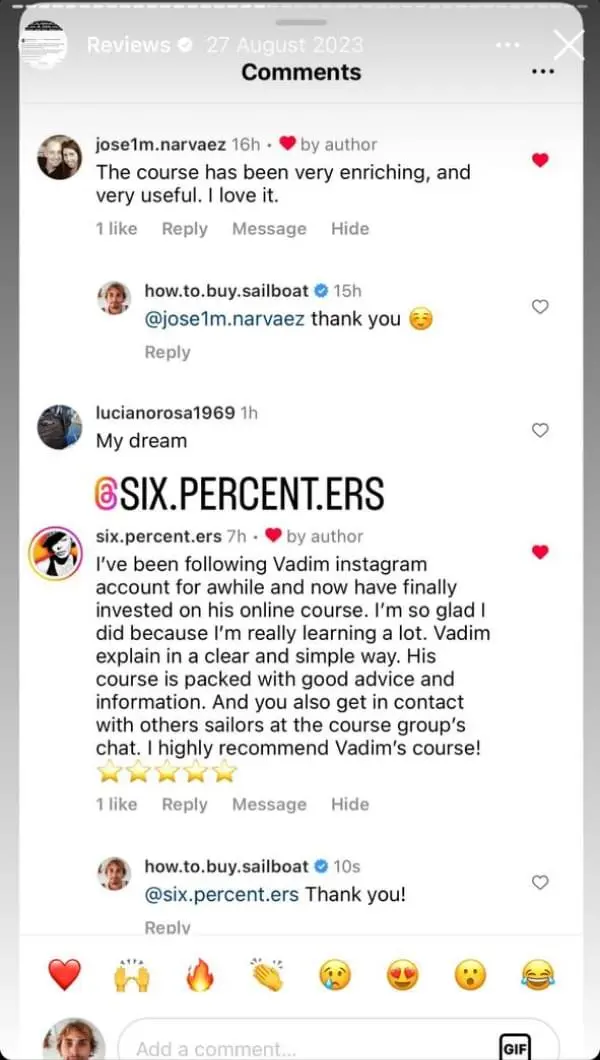 Reviews 27 August 2023
Comments
jose1m.narvaez 16h • by author
The course has been very enriching, and
very useful. I love it.
1 like Reply Message Hide
how.to.buy.sailboat 15h
@jose1m.narvaez thank you ☺️
Reply
lucianorosa1969 1h
My dream
@SIX.PERCENT.ERS
six.percent.ers 7h • ❤️ by author
I've been following Vadim instagram
account for awhile and now have finally
invested on his online course. I'm so glad I
did because I'm really learning a lot. Vadim
explain in a clear and simple way. His
course is packed with good advice and
information. And you also get in contact
with others sailors at the course group's
chat. I highly recommend Vadim's course!
⭐⭐⭐⭐⭐
1 like Reply Message Hide
how.to.buy.sailboat 10s
@six.percent.ers Thank you!
Reply
Add a comment... GIF